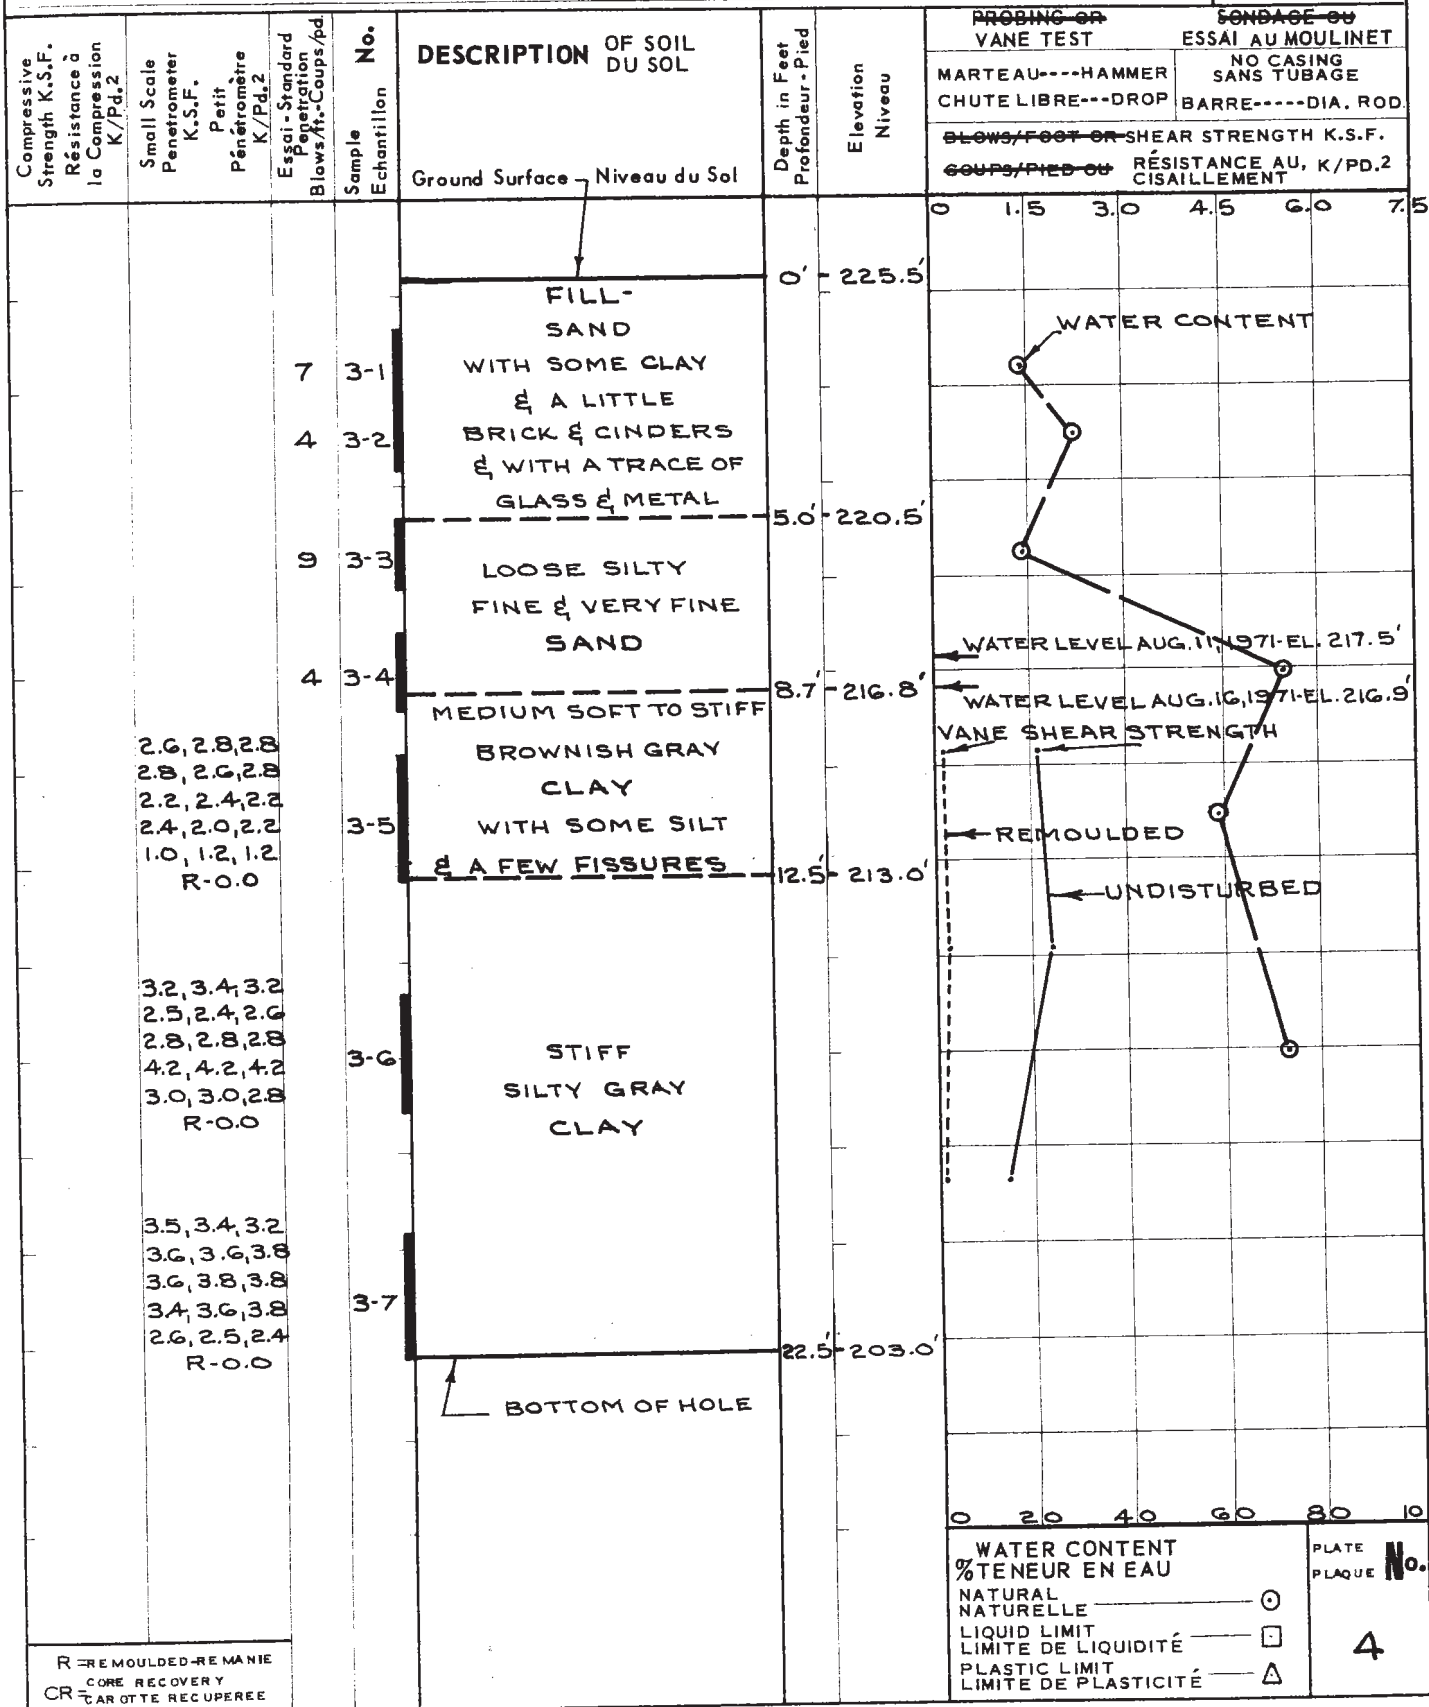 Compressive
Strength K.S.F.
Résistance à
la Compression
K/Pd.2
Small Scale
Penetrometer
K.S.F.
Petit
Pénétromètre
K/Pd.2
Essai - Standard
Penetration
Blows/ft.-Coups/pd.
Sample No.
Echantillon
DESCRIPTION OF SOIL
DU SOL
Ground Surface Niveau du Sol
Depth in Feet
Profondeur - Pied
Elevation
Niveau
PROBING OR SONDAGE OU
VANE TEST ESSAI AU MOULINET
MARTEAU----HAMMER
CHUTE LIBRE---DROP
NO CASING
SANS TUBAGE
BARRE-----DIA. ROD
BLOWS/FOOT OR SHEAR STRENGTH K.S.F.
COUPS/PIED OU RÉSISTANCE AU, K/PD.2
CISAILLEMENT
0 1.5 3.0 4.5 6.0 7.5
0' - 225.5'
FILL-
SAND
WATER CONTENT
7 3-1 WITH SOME CLAY
& A LITTLE
4 3-2 BRICK & CINDERS
& WITH A TRACE OF
GLASS & METAL
5.0' - 220.5'
9 3-3
LOOSE SILTY
FINE & VERY FINE
SAND
WATER LEVEL AUG. 11, 1971-EL. 217.5'
4 3-4
8.7' - 216.8'
WATER LEVEL AUG. 16, 1971-EL. 216.9'
MEDIUM SOFT TO STIFF
VANE SHEAR STRENGTH
2.6, 2.8, 2.8 BROWNISH GRAY
2.8, 2.6, 2.8
CLAY
2.2, 2.4, 2.2
2.4, 2.0, 2.2 3-5 WITH SOME SILT
REMOULDED
1.0, 1.2, 1.2
& A FEW FISSURES
R-0.0
12.5' - 213.0'
UNDISTURBED
3.2, 3.4, 3.2
2.5, 2.4, 2.6
2.8, 2.8, 2.8
4.2, 4.2, 4.2
3.0, 3.0, 2.8
R-0.0
3-6
STIFF
SILTY GRAY
CLAY
3.5, 3.4, 3.2
3.6, 3.6, 3.8
3.6, 3.8, 3.8
3.4, 3.6, 3.8
2.6, 2.5, 2.4
R-0.0
3-7
22.5' - 203.0'
BOTTOM OF HOLE
0 20 40 60 80 10
WATER CONTENT
% TENEUR EN EAU
NATURAL
NATURELLE
LIQUID LIMIT
LIMITE DE LIQUIDITÉ
PLASTIC LIMIT
LIMITE DE PLASTICITÉ
PLATE
PLAQUE No.
4
R = REMOULDED-REMANIE
CR = CORE RECOVERY
CAROTTE RECUPEREE